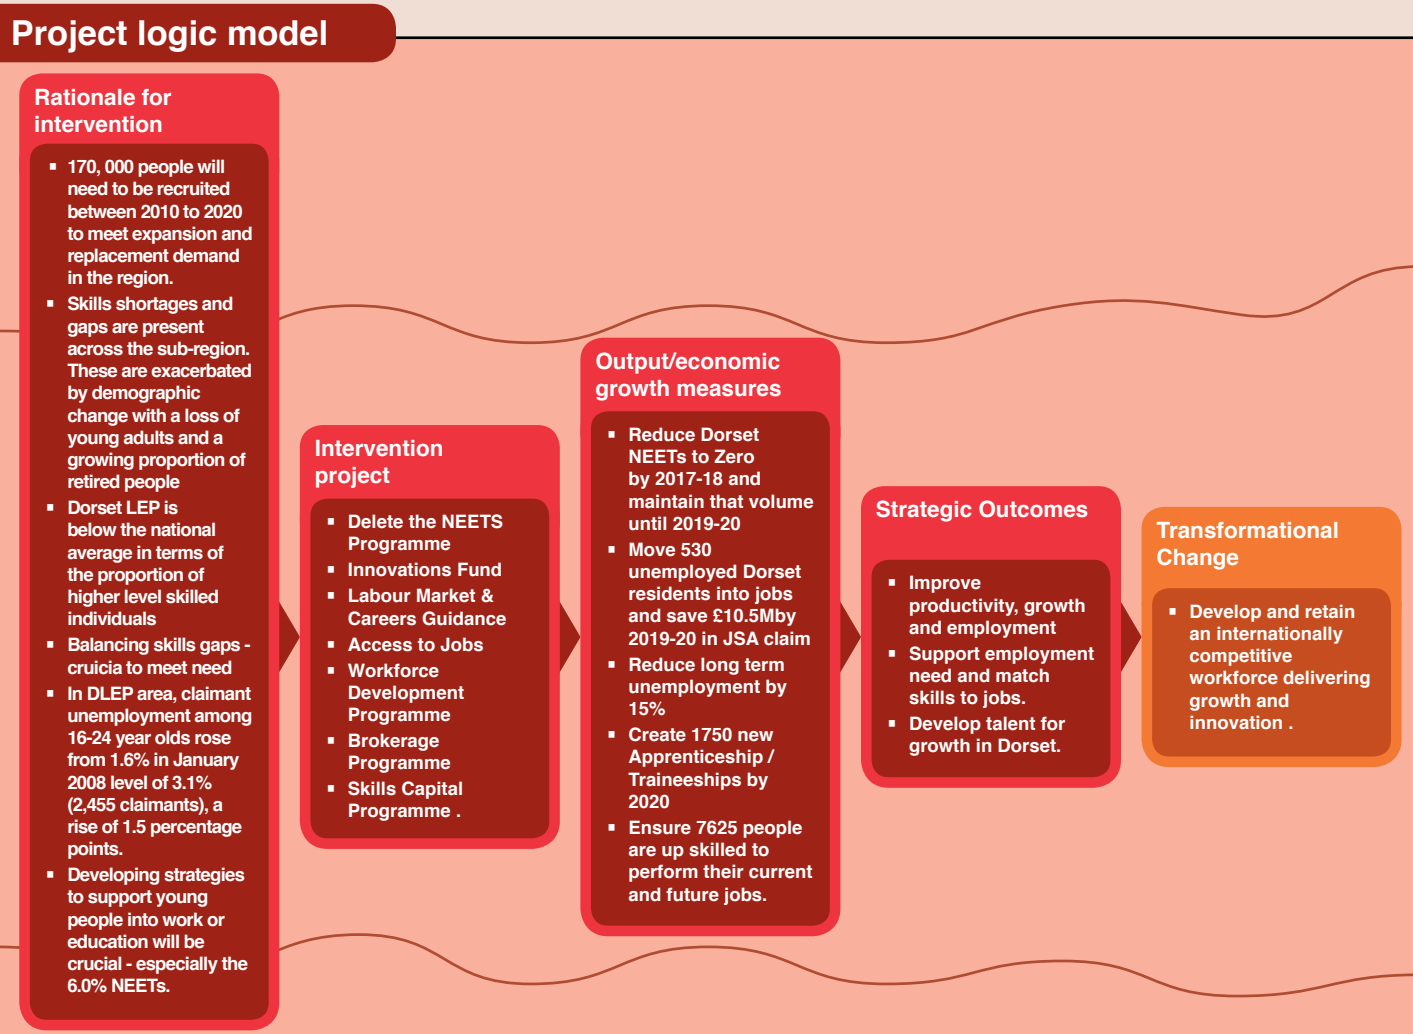 Project logic model
Rationale for
intervention
▪ 170, 000 people will
need to be recruited
between 2010 to 2020
to meet expansion and
replacement demand
in the region.
▪ Skills shortages and
gaps are present
across the sub-region.
These are exacerbated
by demographic
change with a loss of
young adults and a
growing proportion of
retired people
▪ Dorset LEP is
below the national
average in terms of
the proportion of
higher level skilled
individuals
▪ Balancing skills gaps -
cruicia to meet need
▪ In DLEP area, claimant
unemployment among
16-24 year olds rose
from 1.6% in January
2008 level of 3.1%
(2,455 claimants), a
rise of 1.5 percentage
points.
▪ Developing strategies
to support young
people into work or
education will be
crucial - especially the
6.0% NEETs.
Intervention
project
▪ Delete the NEETS
Programme
▪ Innovations Fund
▪ Labour Market &
Careers Guidance
▪ Access to Jobs
▪ Workforce
Development
Programme
▪ Brokerage
Programme
▪ Skills Capital
Programme .
Output/economic
growth measures
▪ Reduce Dorset
NEETs to Zero
by 2017-18 and
maintain that volume
until 2019-20
▪ Move 530
unemployed Dorset
residents into jobs
and save £10.5Mby
2019-20 in JSA claim
▪ Reduce long term
unemployment by
15%
▪ Create 1750 new
Apprenticeship /
Traineeships by
2020
▪ Ensure 7625 people
are up skilled to
perform their current
and future jobs.
Strategic Outcomes
▪ Improve
productivity, growth
and employment
▪ Support employment
need and match
skills to jobs.
▪ Develop talent for
growth in Dorset.
Transformational
Change
▪ Develop and retain
an internationally
competitive
workforce delivering
growth and
innovation .